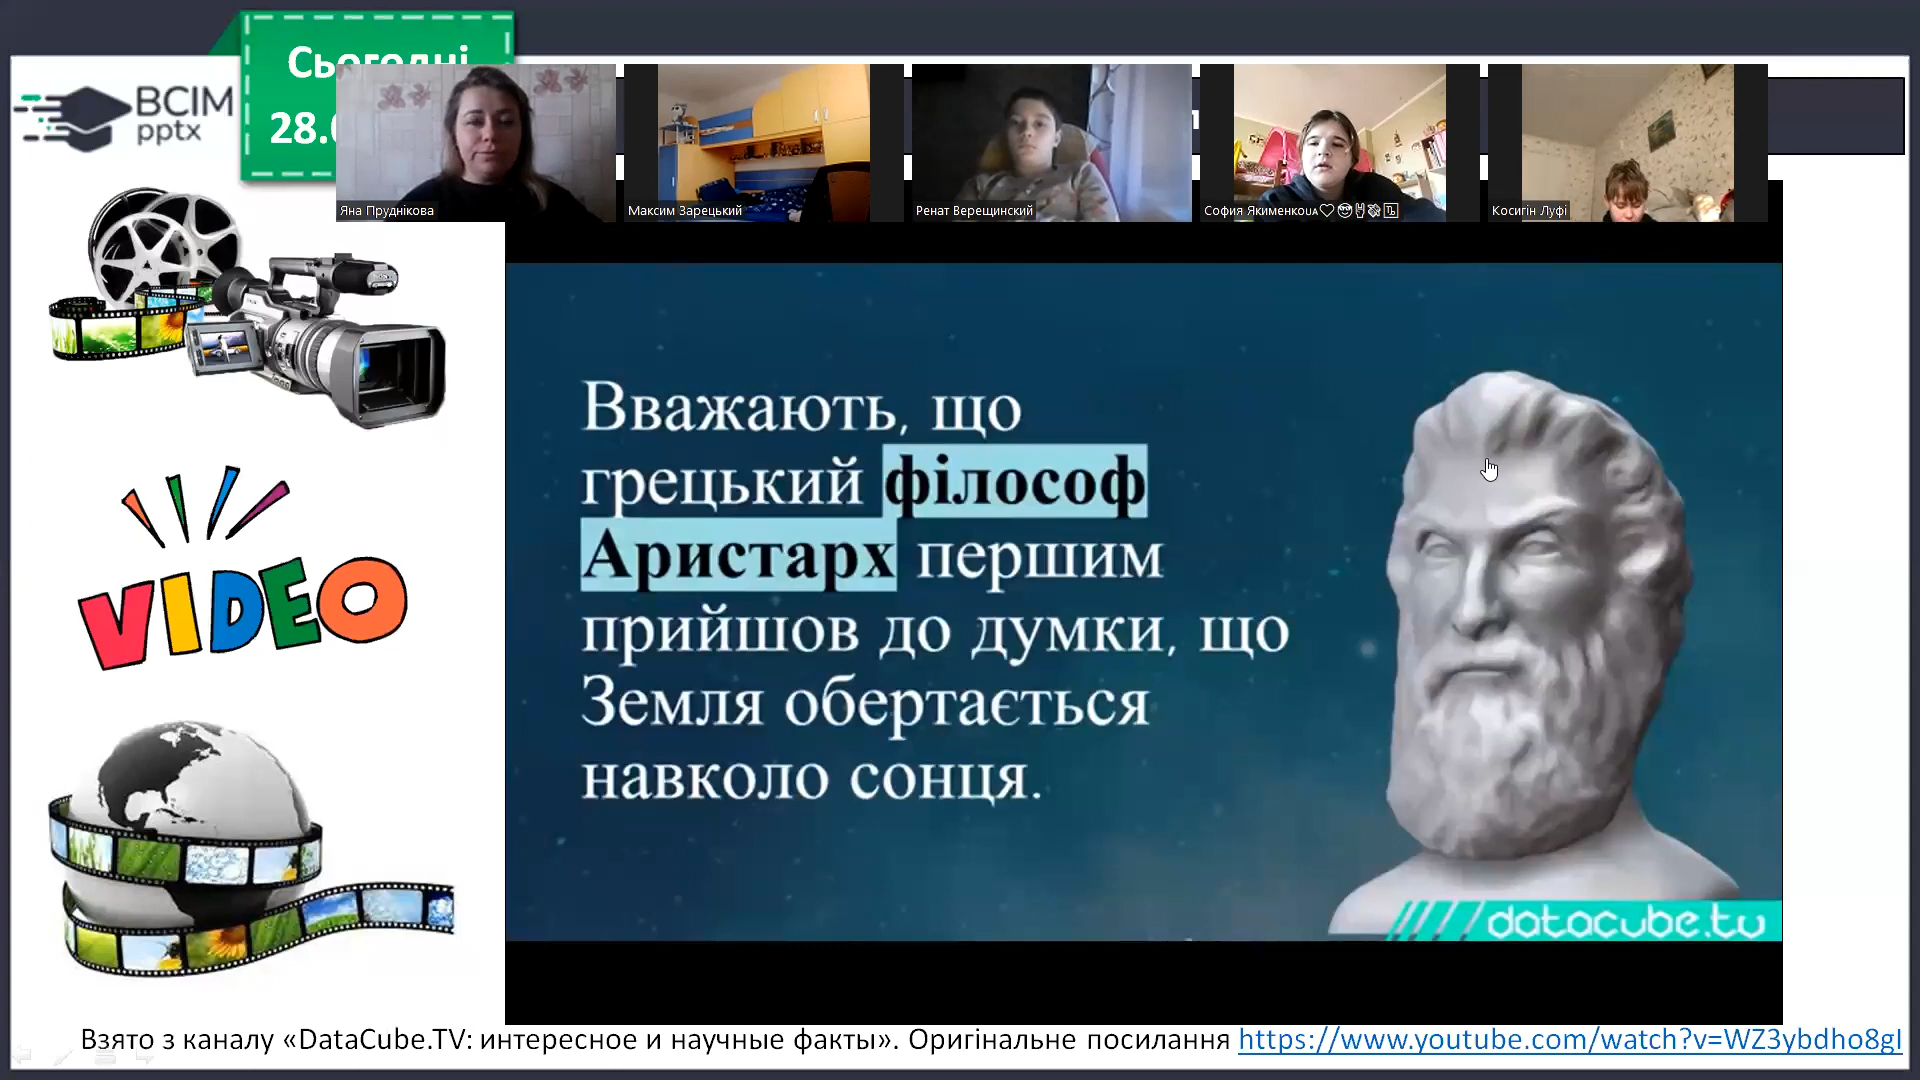 Сьогодні
28.0
ВСІМ
pptx
Яна Пруднікова
Максим Зарецький
Ренат Верещинский
София Якименкоᴜᴀ♡😎🤘💸♑
Косигін Луфі
VIDEO
Вважають, що
грецький філософ
Аристарх першим
прийшов до думки, що
Земля обертається
навколо сонця.
datacube.tv
Взято з каналу «DataCube.TV: интересное и научные факты». Оригінальне посилання https://www.youtube.com/watch?v=WZ3ybdho8gI